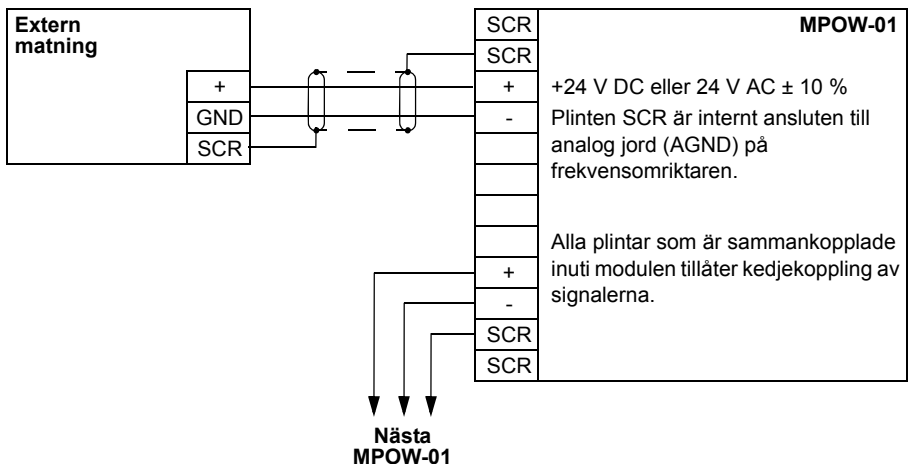 Extern
matning
+
GND
SCR
SCR
MPOW-01
SCR
+
+24 V DC eller 24 V AC ± 10 %
-
Plinten SCR är internt ansluten till
analog jord (AGND) på
frekvensomriktaren.
Alla plintar som är sammankopplade
+
inuti modulen tillåter kedjekoppling av
-
signalerna.
SCR
SCR
Nästa
MPOW-01